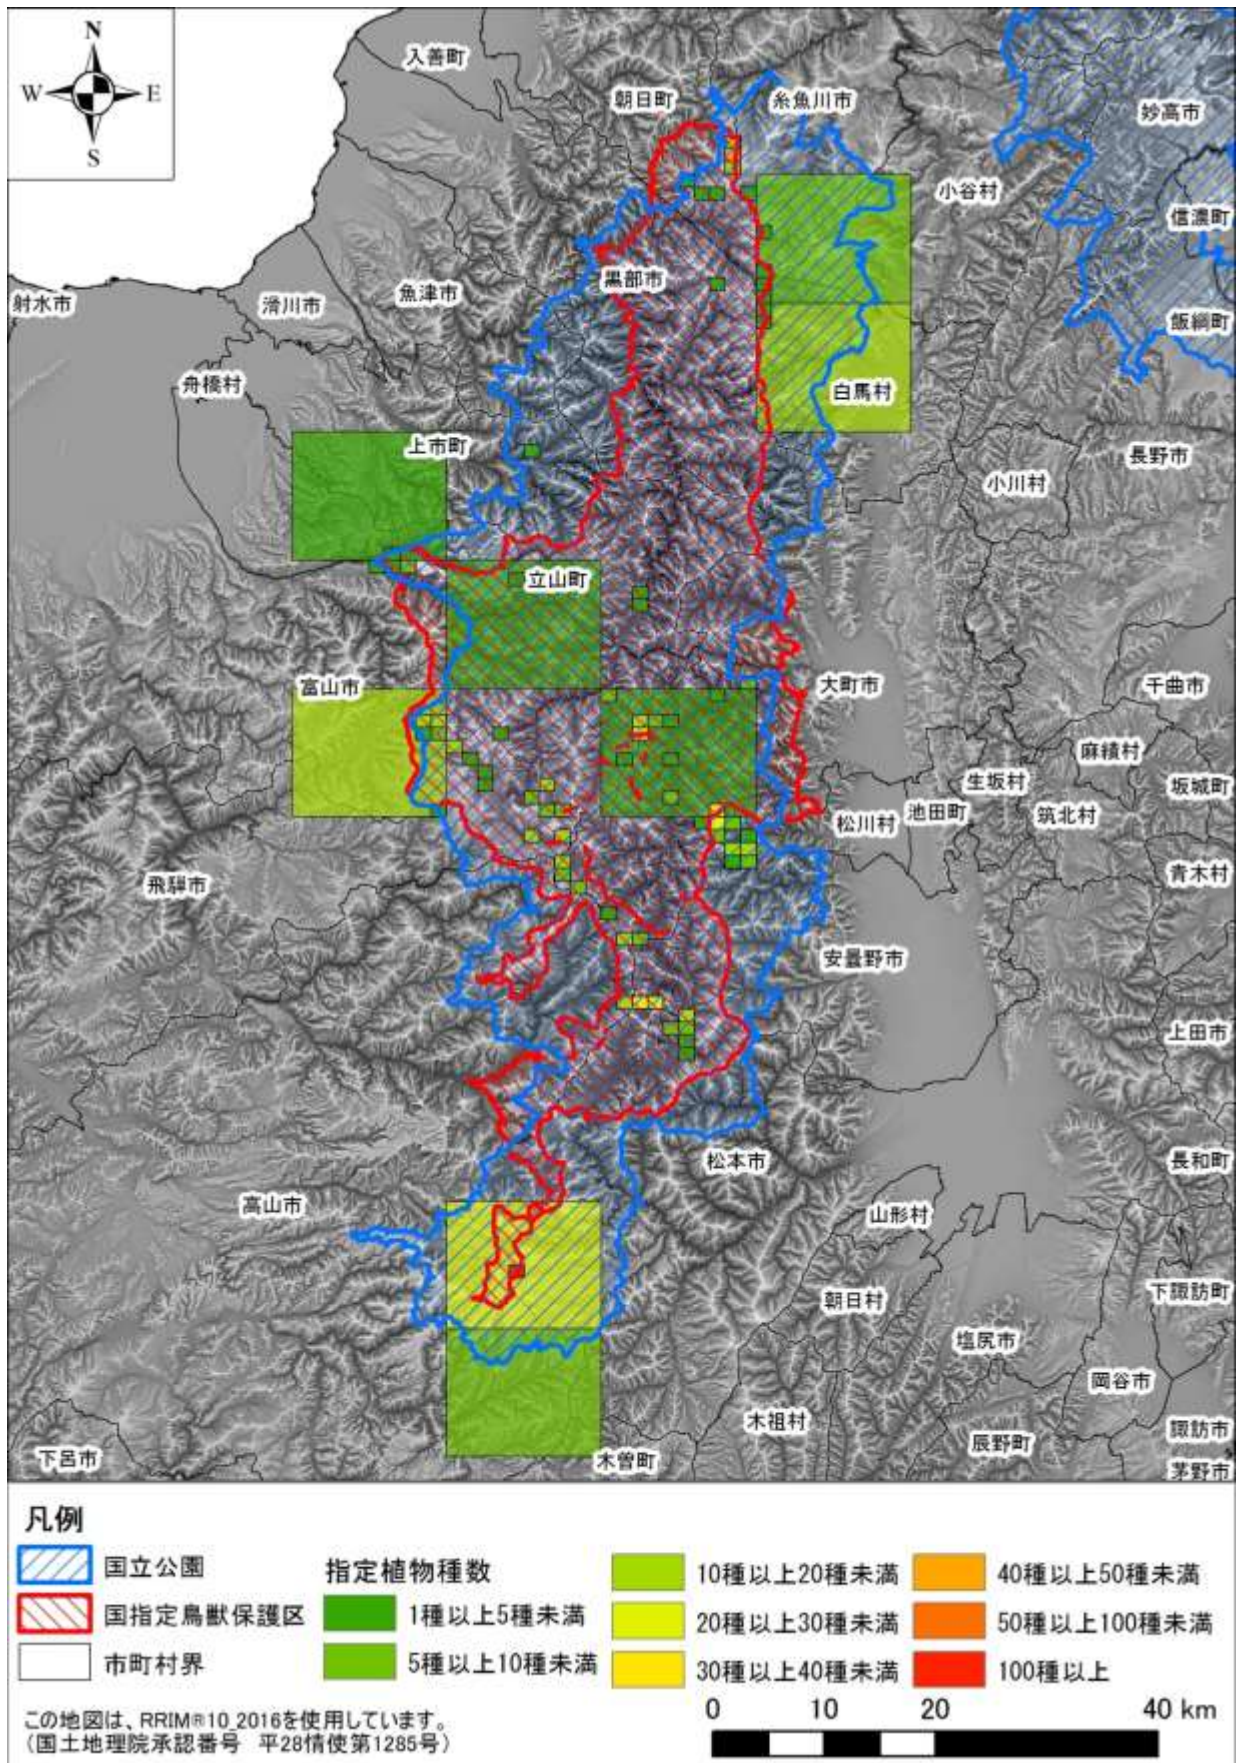 N
W E
S
入善町
朝日町
糸魚川市
妙高市
小谷村
信濃町
黒部市
魚津市
滑川市
射水市
飯綱町
舟橋村
白馬村
上市町
長野市
小川村
立山町
富山市
大町市
千曲市
麻績村
生坂村
坂城町
池田町
筑北村
松川村
青木村
飛騨市
安曇野市
上田市
松本市
長和町
高山市
山形村
朝日村
下諏訪町
塩尻市
岡谷市
木祖村
辰野町
諏訪市
下呂市
木曽町
茅野市
凡例
国立公園
国指定鳥獣保護区
市町村界
指定植物種数
1種以上5種未満
5種以上10種未満
10種以上20種未満
20種以上30種未満
30種以上40種未満
40種以上50種未満
50種以上100種未満
100種以上
この地図は、RRIM®10_2016を使用しています。
（国土地理院承認番号 平28情使第1285号）
0 10 20 40 km